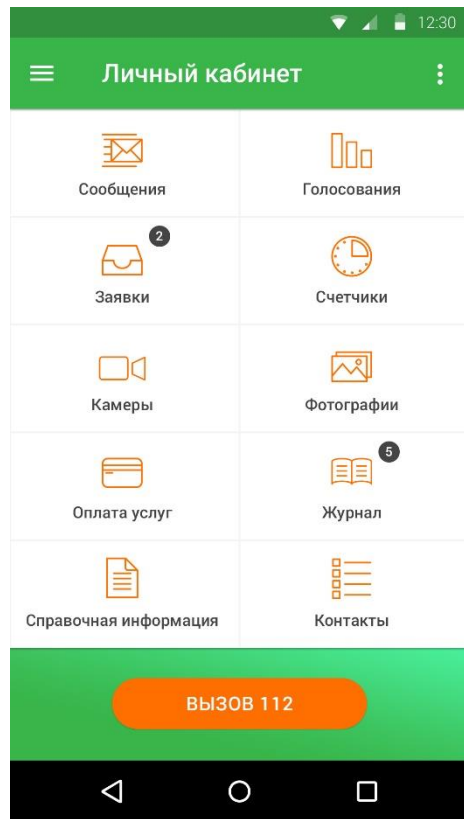 12:30
Личный кабинет
Сообщения
Голосования
2
Заявки
Счетчики
Камеры
Фотографии
5
Оплата услуг
Журнал
Справочная информация
Контакты
ВЫЗОВ 112